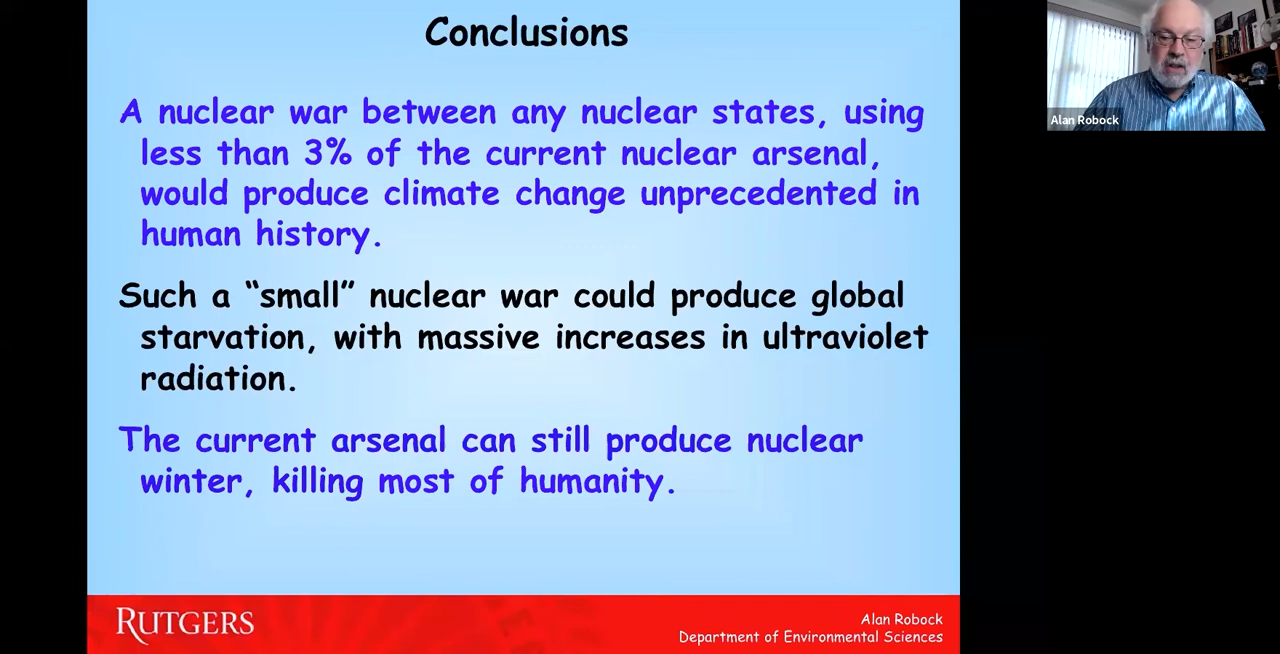 Conclusions
A nuclear war between any nuclear states, using
less than 3% of the current nuclear arsenal,
would produce climate change unprecedented in
human history.
Such a “small” nuclear war could produce global
starvation, with massive increases in ultraviolet
radiation.
The current arsenal can still produce nuclear
winter, killing most of humanity.
RUTGERS
Alan Robock
Department of Environmental Sciences
Alan Robock